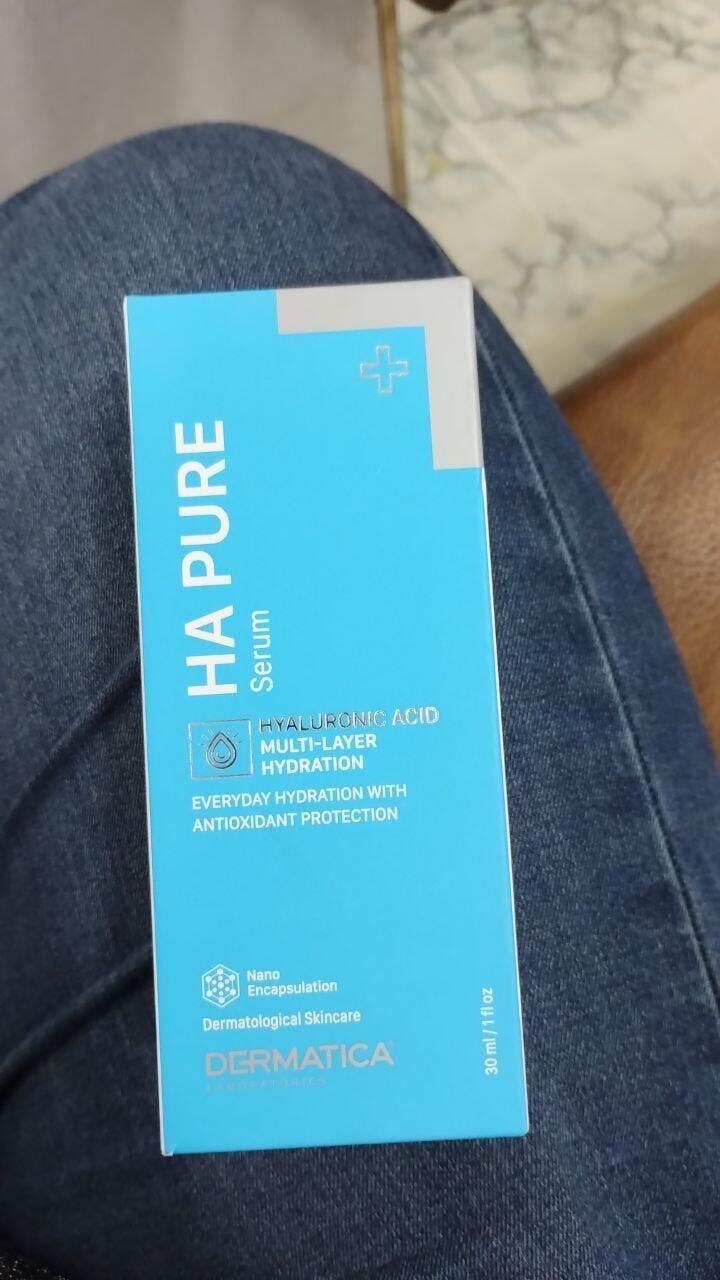 HA PURE
Serum
HYALURONIC ACID
MULTI-LAYER
HYDRATION
EVERYDAY HYDRATION WITH
ANTIOXIDANT PROTECTION
Nano
Encapsulation
Dermatological Skincare
DERMATICA
LABORATORIES
30 ml / 1 fl oz